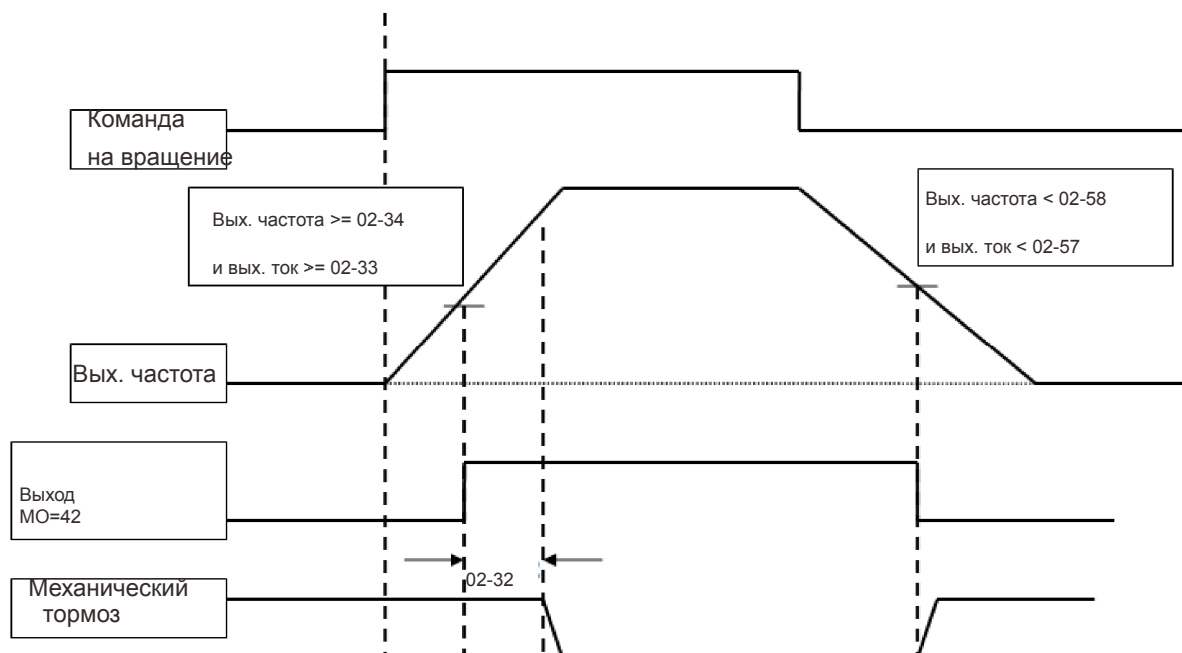 Команда
на вращение
Вых. частота >= 02-34
и вых. ток >= 02-33
Вых. частота < 02-58
и вых. ток < 02-57
Вых. частота
Выход
MO=42
02-32
Механический
тормоз